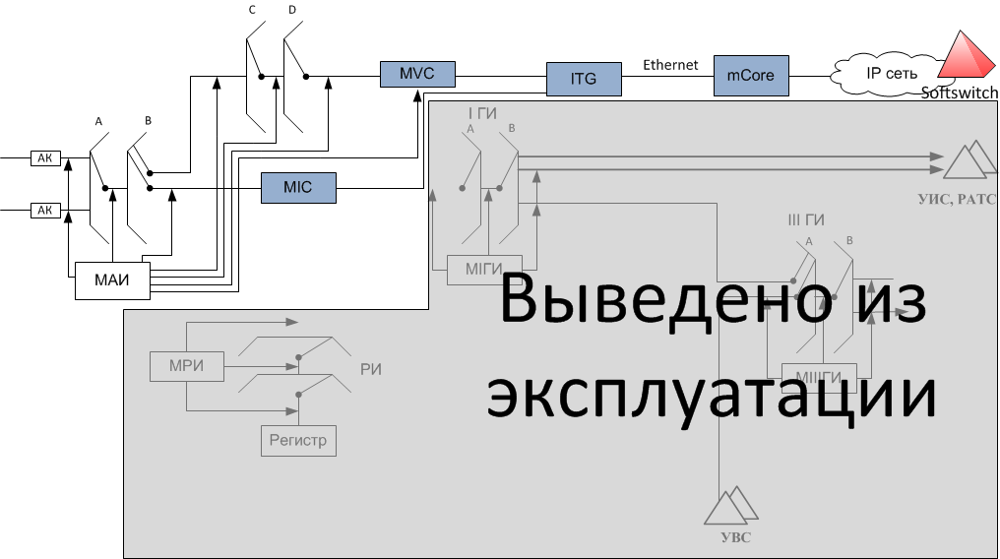 C D
MVC
ITG
Ethernet
mCore
IP сеть
Softswitch
A B
АК
MIC
АК
МАИ
I ГИ
A B
УИС, РАТС
МIГИ
III ГИ
A B
Выведено из
эксплуатации
МРИ
РИ
МIIIГИ
Регистр
УВС